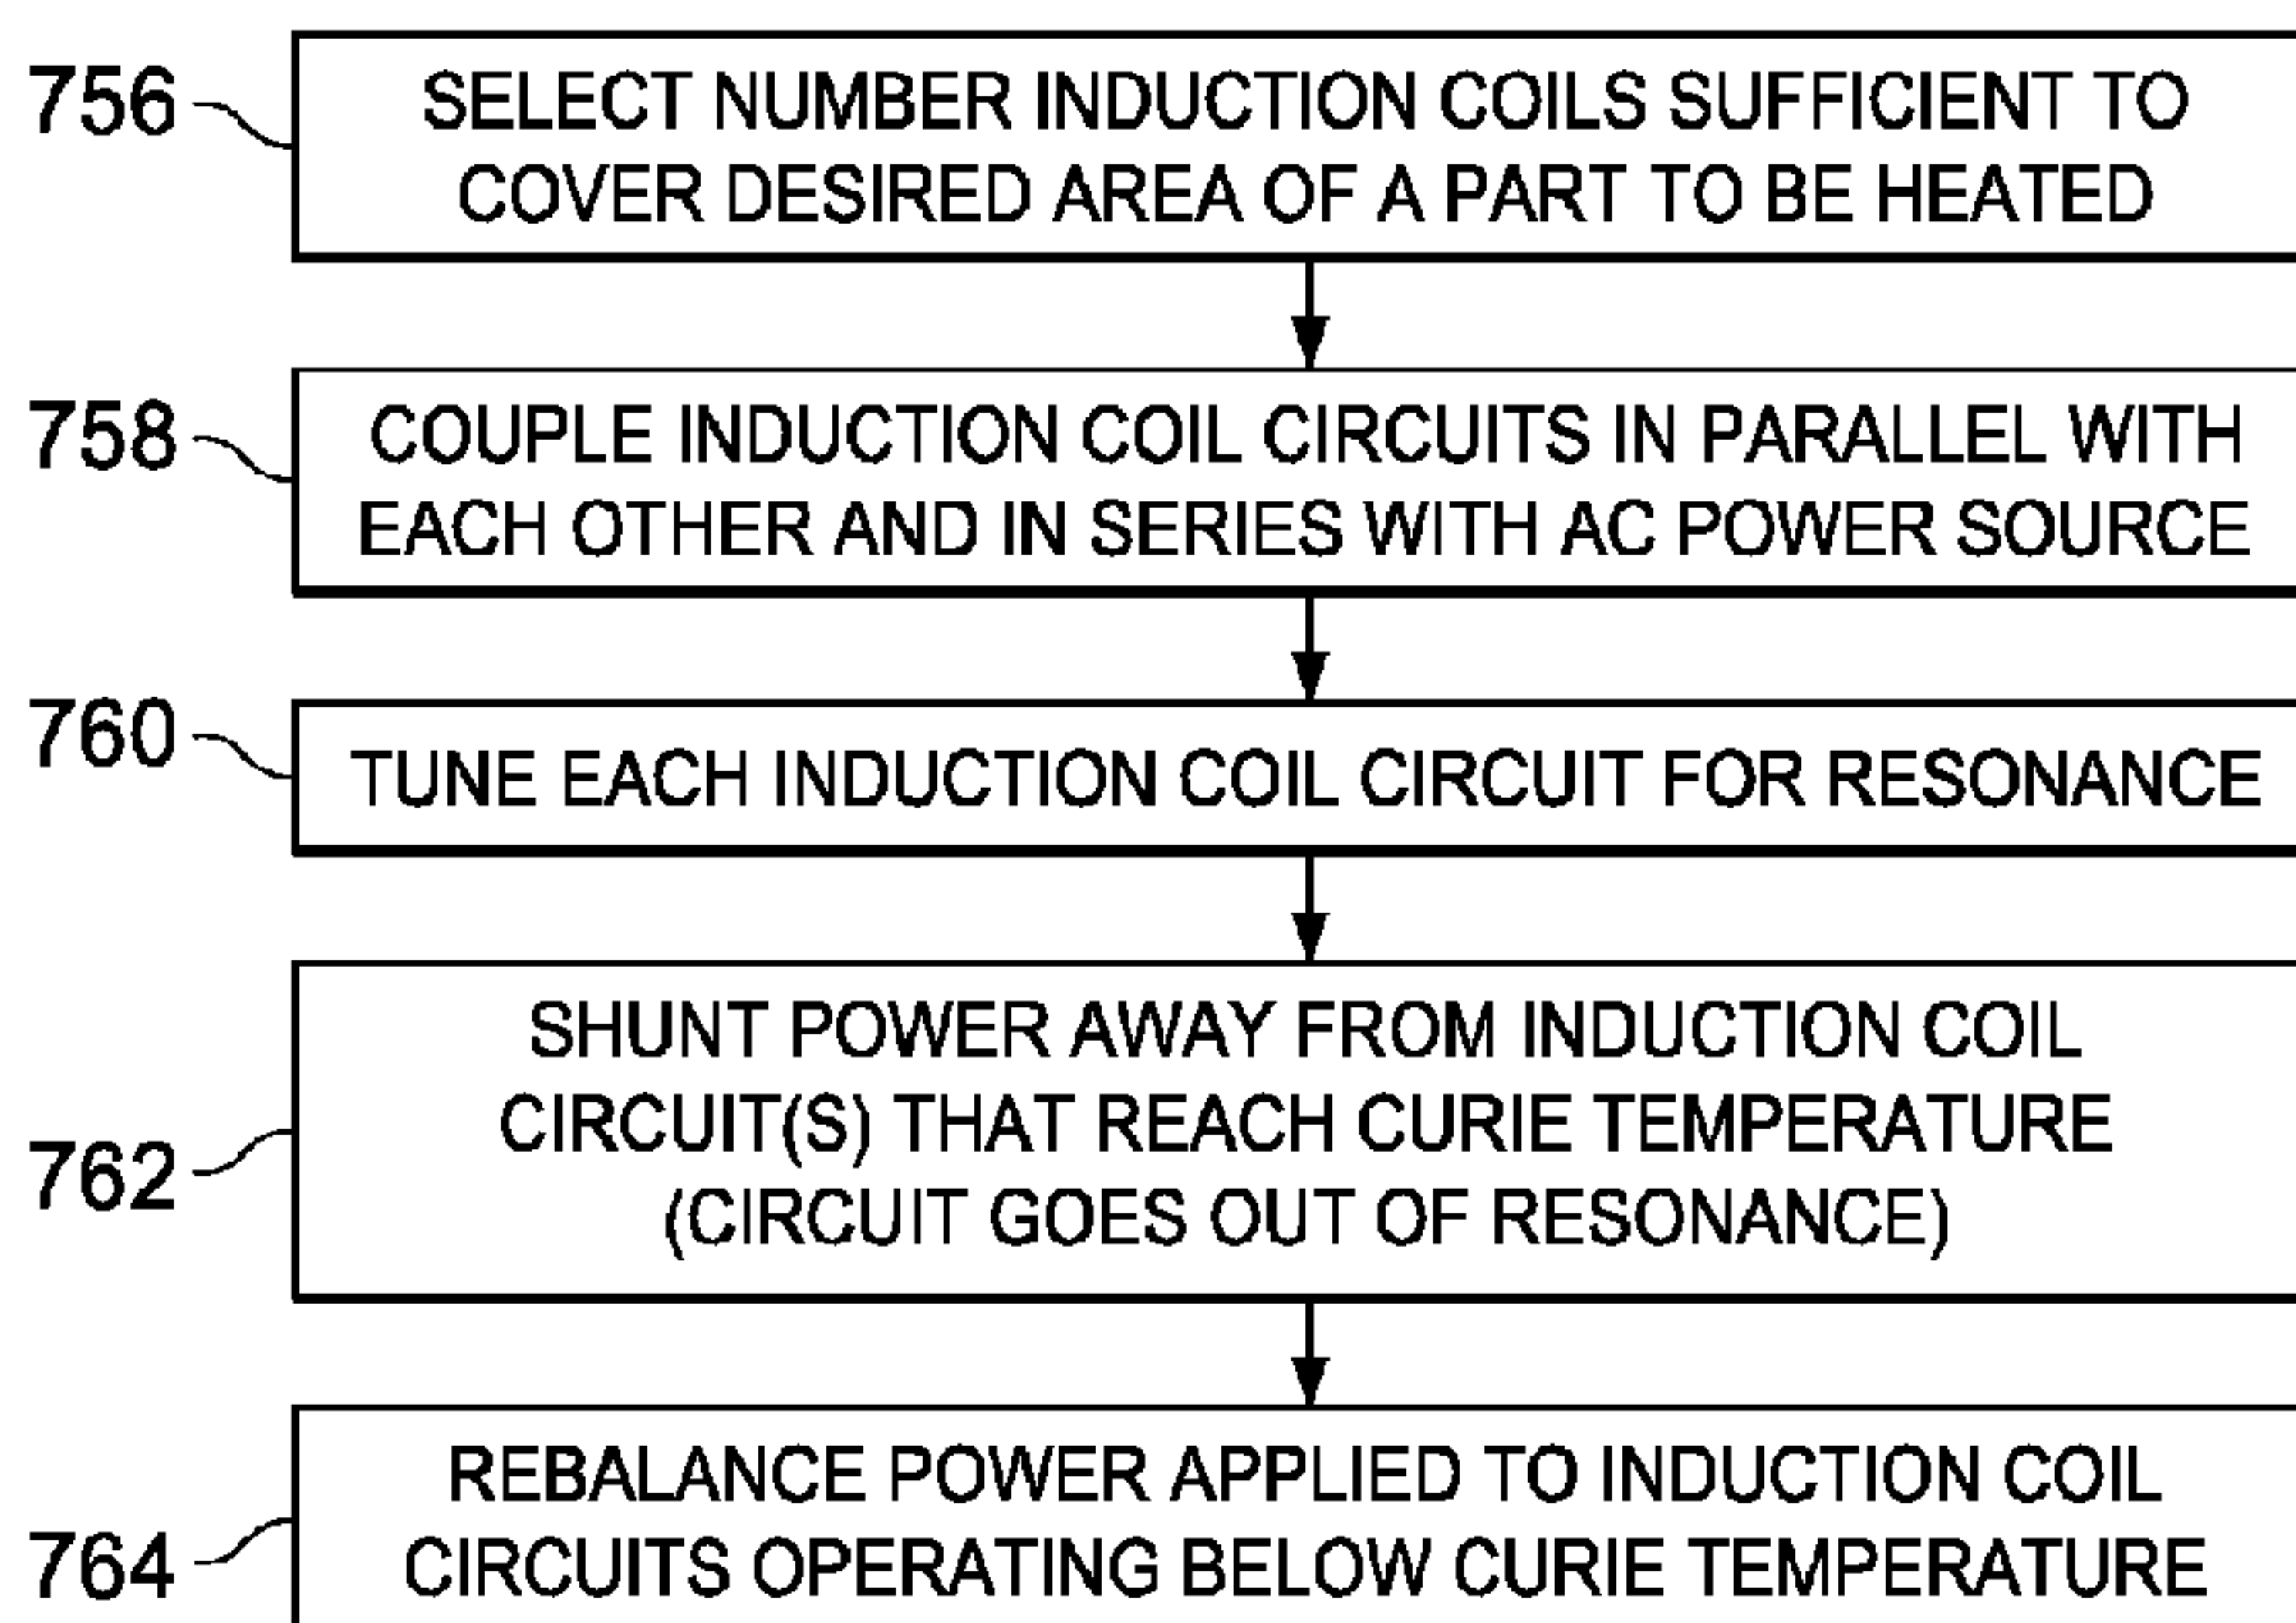 756
SELECT NUMBER INDUCTION COILS SUFFICIENT TO
COVER DESIRED AREA OF A PART TO BE HEATED
758
COUPLE INDUCTION COIL CIRCUITS IN PARALLEL WITH
EACH OTHER AND IN SERIES WITH AC POWER SOURCE
760
TUNE EACH INDUCTION COIL CIRCUIT FOR RESONANCE
762
SHUNT POWER AWAY FROM INDUCTION COIL
CIRCUIT(S) THAT REACH CURIE TEMPERATURE
(CIRCUIT GOES OUT OF RESONANCE)
764
REBALANCE POWER APPLIED TO INDUCTION COIL
CIRCUITS OPERATING BELOW CURIE TEMPERATURE